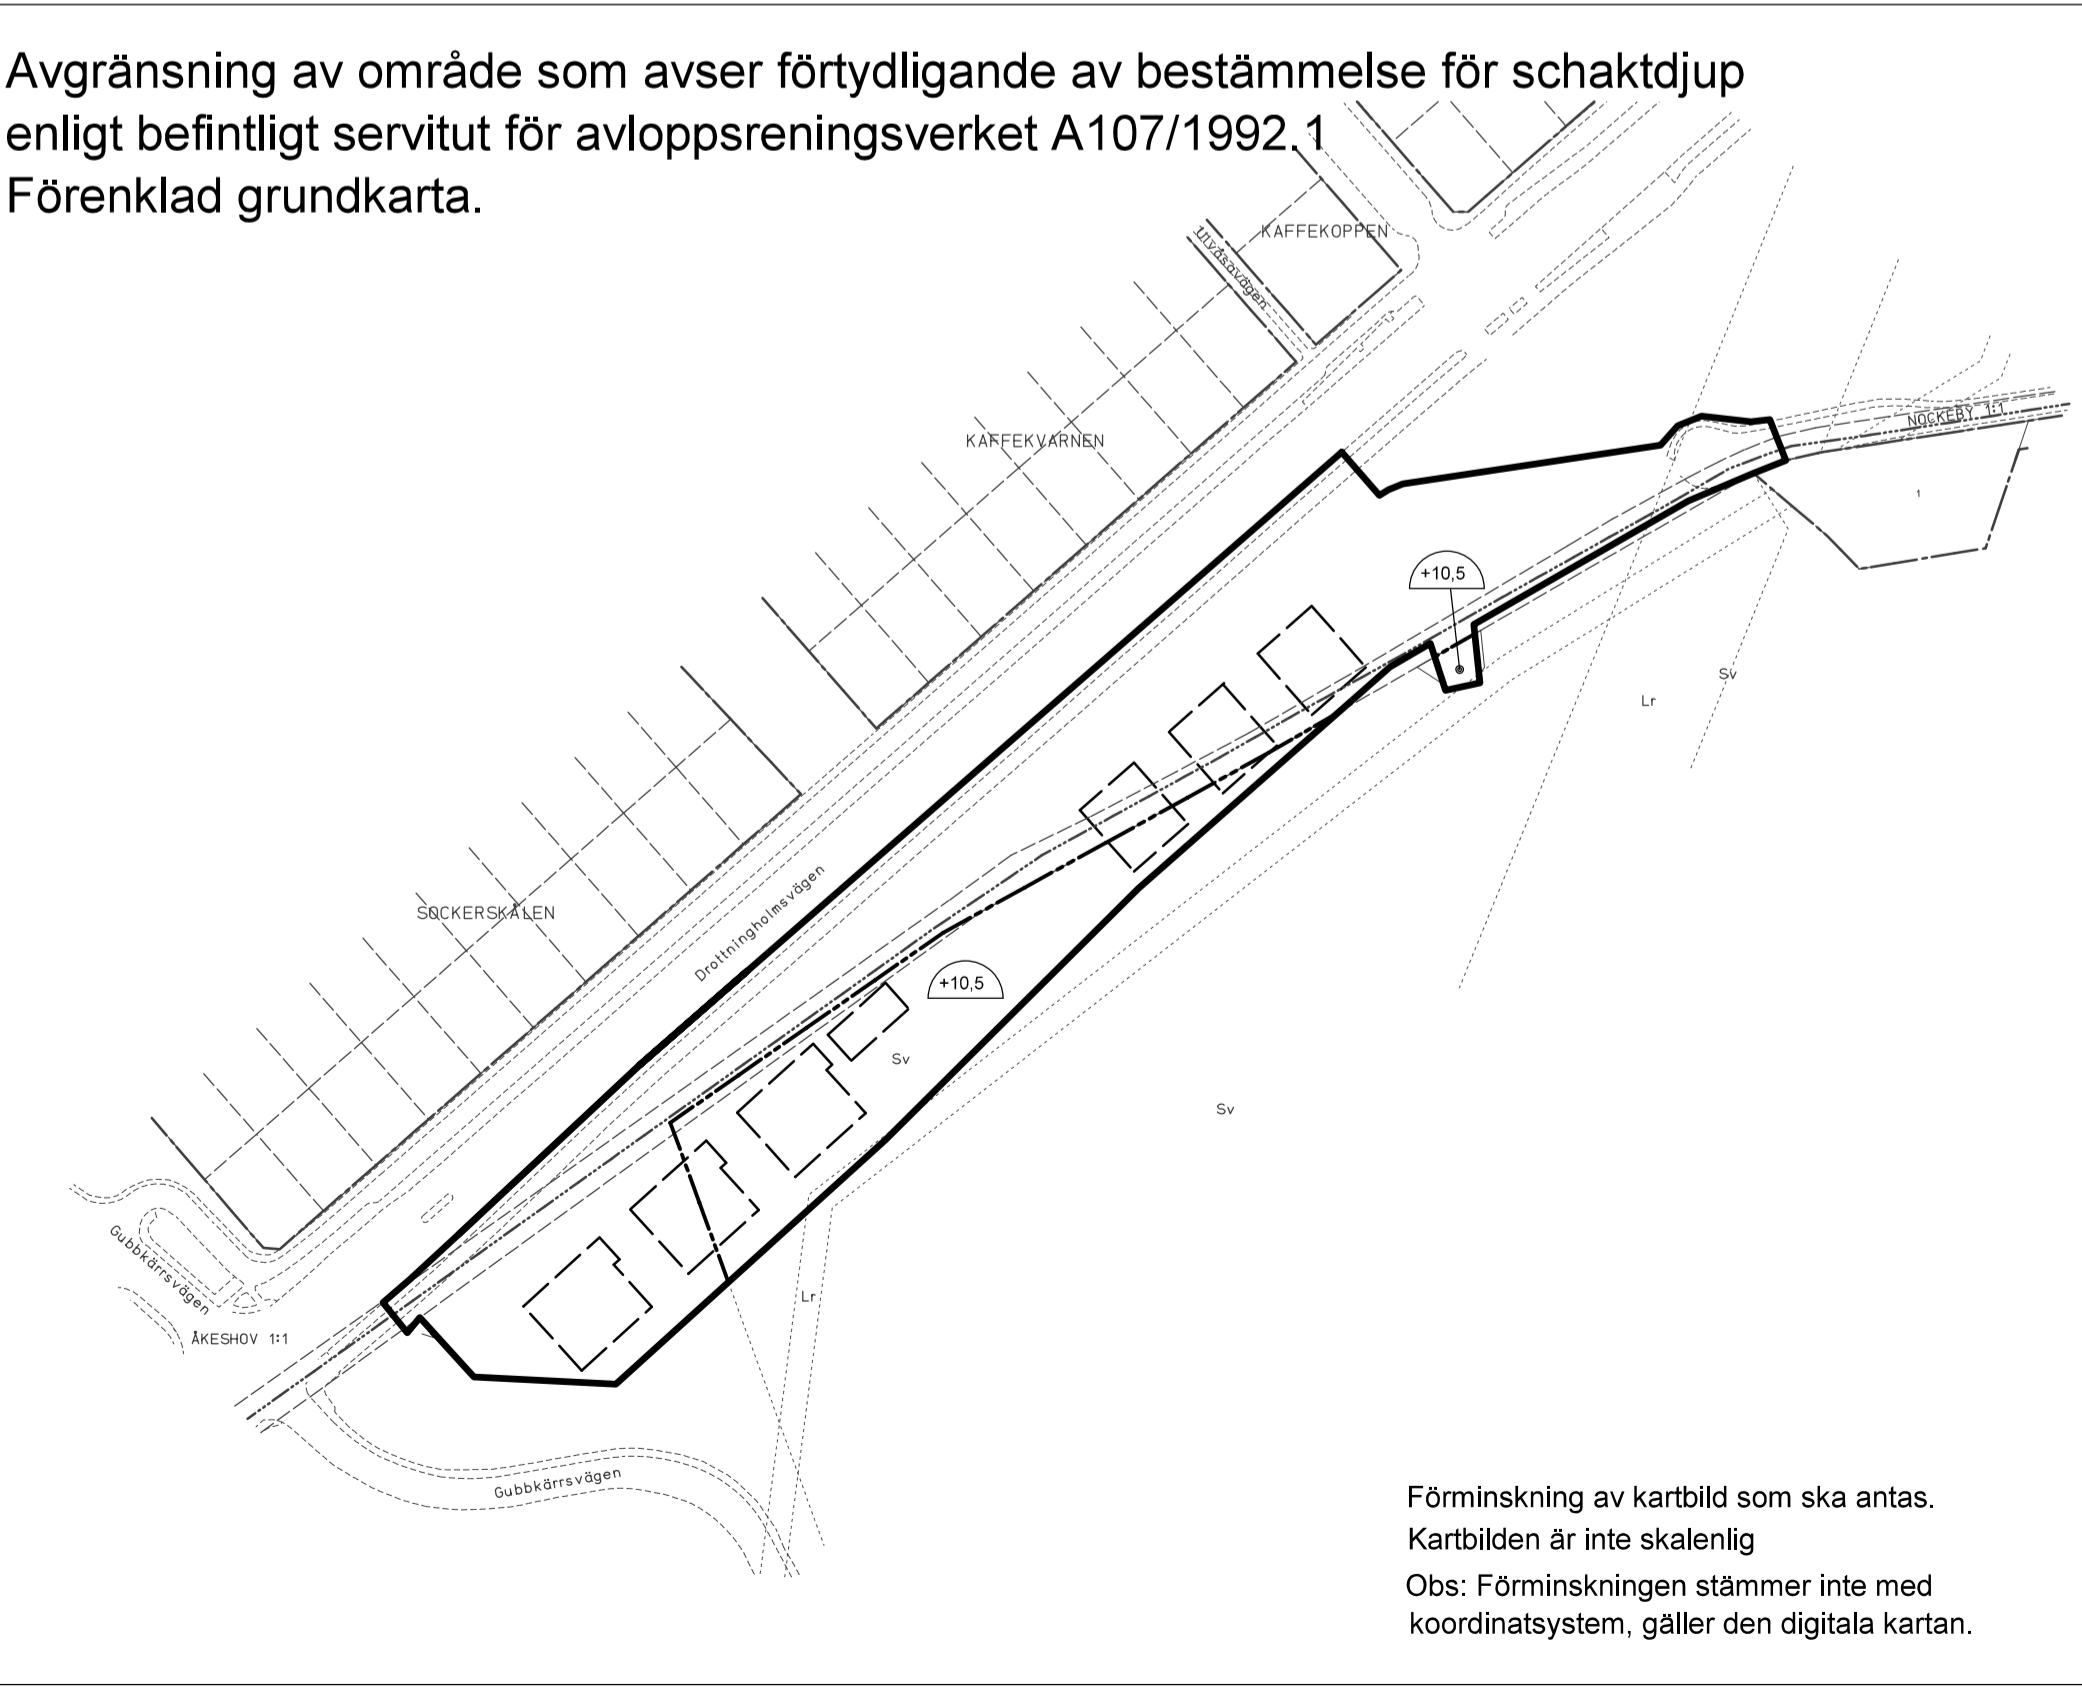 Avgränsning av område som avser förtydligande av bestämmelse för schaktdjup
enligt befintligt servitut för avloppsreningsverket A107/1992.1
Förenklad grundkarta.
KAFFEKOPPEN
Ulvåsavägen
NOCKEBY 1:1
KAFFEKVARNEN
1
+10,5
Sv
Lr
Drottningholmsvägen
SOCKERSKÅLEN
+10,5
Sv
Sv
Gubbkärrsvägen
Lr
ÅKESHOV 1:1
Gubbkärrsvägen
Förminskning av kartbild som ska antas.
Kartbilden är inte skalenlig
Obs: Förminskningen stämmer inte med
koordinatsystem, gäller den digitala kartan.